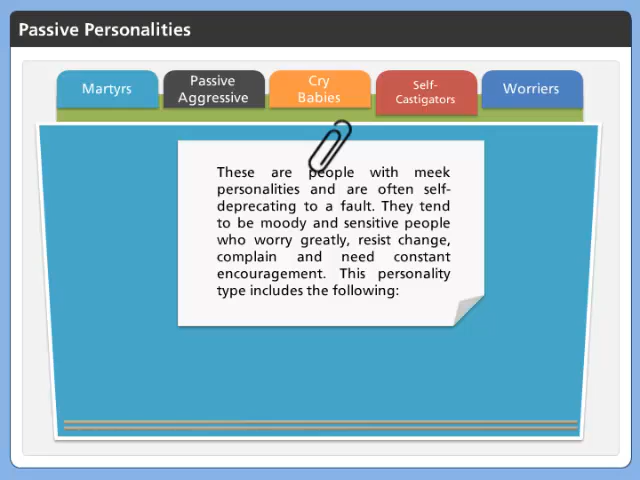 Passive Personalities
Martyrs
Passive
Aggressive
Cry
Babies
Self-
Castigators
Worriers
These are people with meek
personalities and are often self-
deprecating to a fault. They tend
to be moody and sensitive people
who worry greatly, resist change,
complain and need constant
encouragement. This personality
type includes the following: